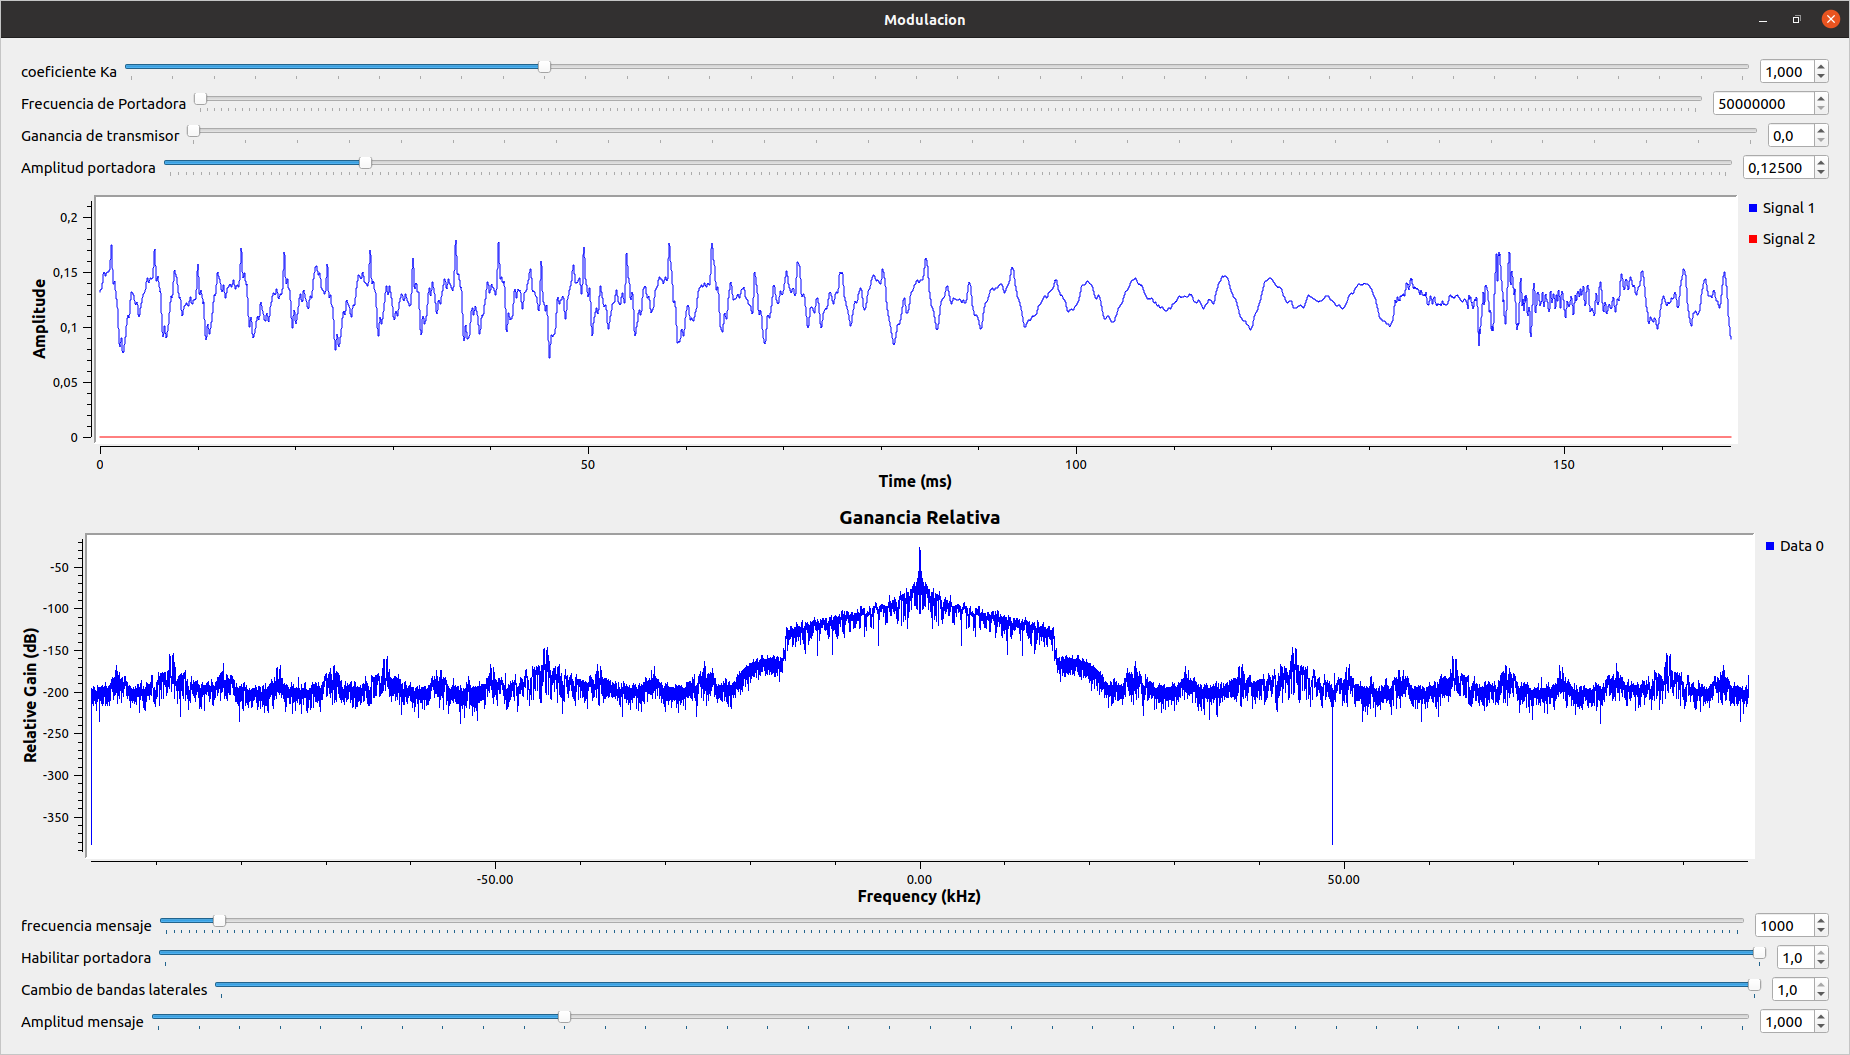 Modulacion
coeficiente Ka 1,000
Frecuencia de Portadora 50000000
Ganancia de transmisor 0,0
Amplitud portadora 0,12500
Signal 1
Signal 2
Amplitude
0,2
0,15
0,1
0,05
0
0 50 100 150
Time (ms)
Ganancia Relativa
Data 0
Relative Gain (dB)
-50
-100
-150
-200
-250
-300
-350
-50.00 0.00 50.00
Frequency (kHz)
frecuencia mensaje 1000
Habilitar portadora 1,0
Cambio de bandas laterales 1,0
Amplitud mensaje 1,000